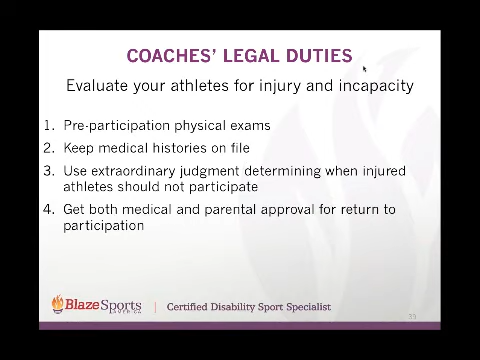 COACHES' LEGAL DUTIES
Evaluate your athletes for injury and incapacity
1. Pre-participation physical exams
2. Keep medical histories on file
3. Use extraordinary judgment determining when injured
athletes should not participate
4. Get both medical and parental approval for return to
participation
BlazeSports
AMERICA
Certified Disability Sport Specialist